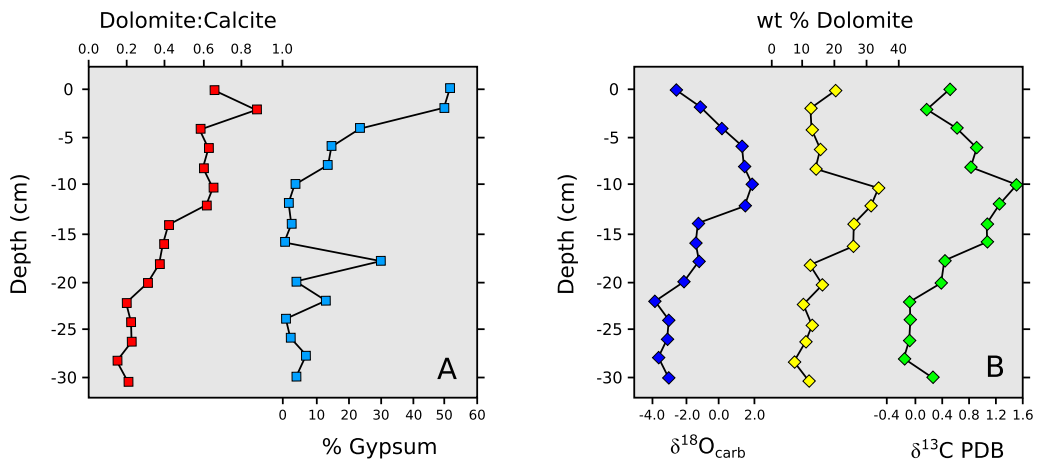 Dolomite:Calcite
0.0 0.2 0.4 0.6 0.8 1.0
0
-5
-10
-15
-20
-25
-30
Depth (cm)
A
0 10 20 30 40 50 60
% Gypsum
wt % Dolomite
0 10 20 30 40
0
-5
-10
-15
-20
-25
-30
Depth (cm)
B
-4.0 -2.0 0.0 2.0 -0.4 0.0 0.4 0.8 1.2 1.6
δ¹⁸Ocarb δ¹³C PDB